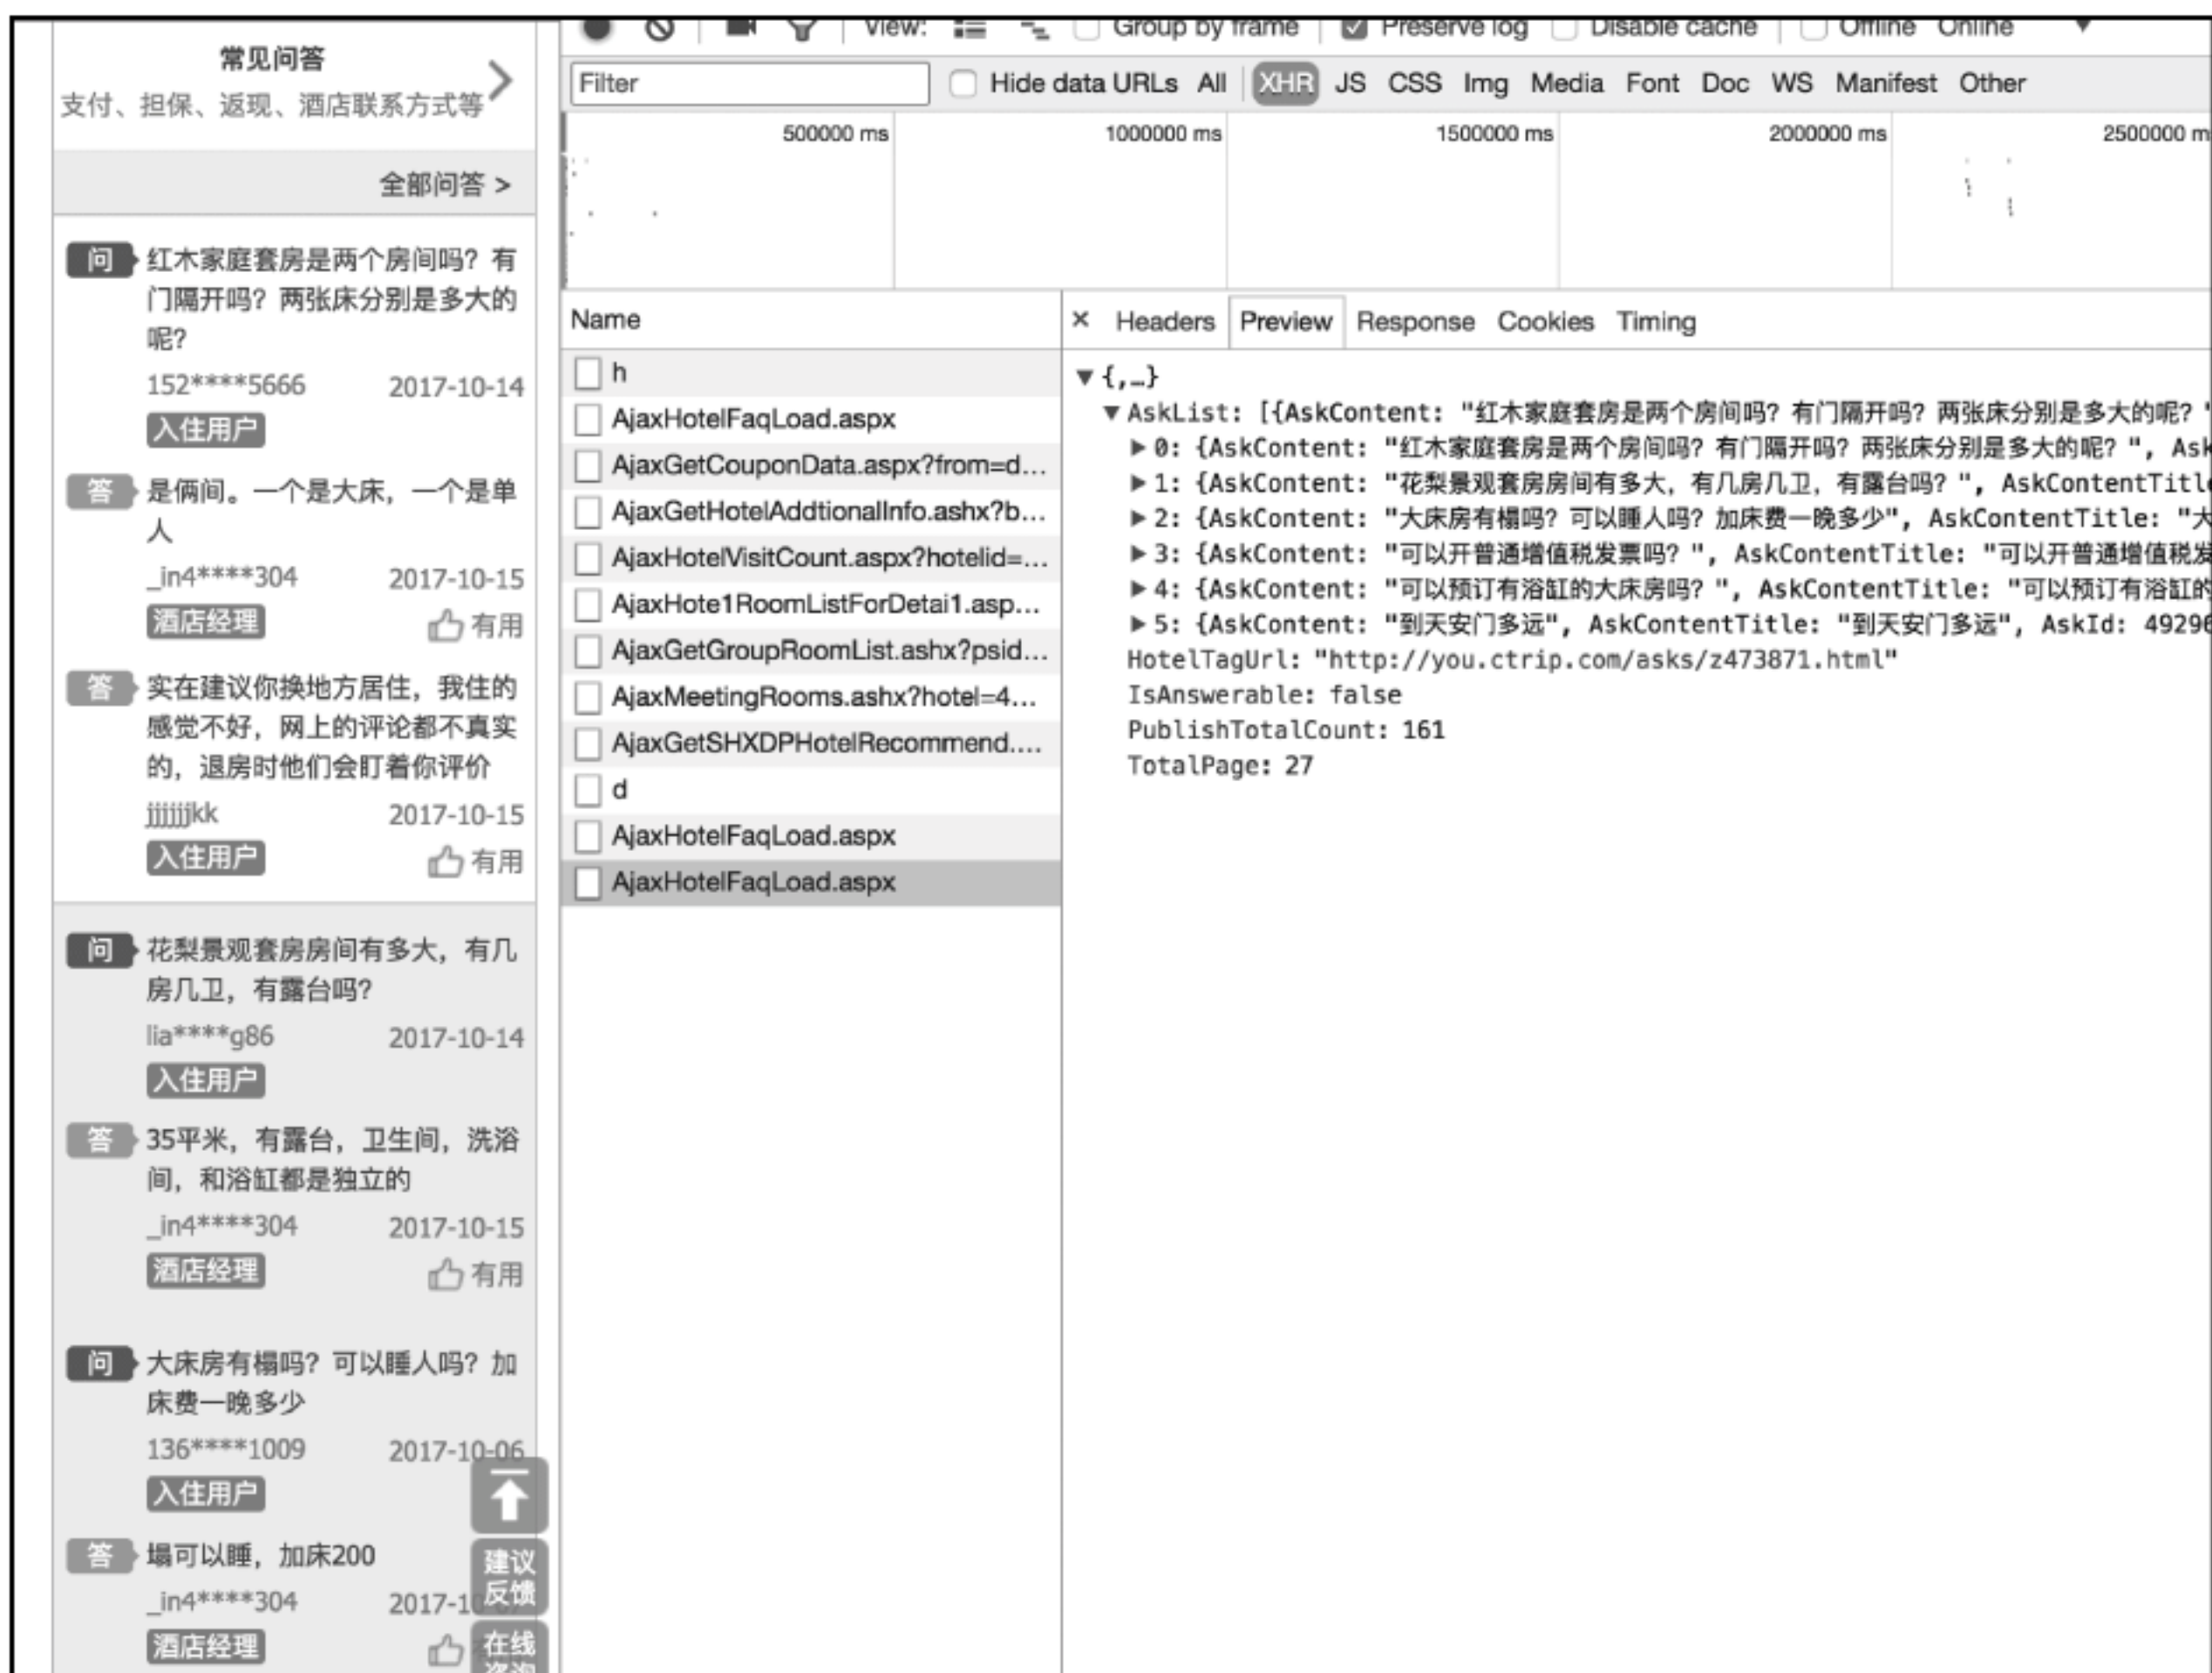 常见问答
支付、担保、返现、酒店联系方式等
全部问答 >
问 红木家庭套房是两个房间吗？有
门隔开吗？两张床分别是多大的
呢？
152****5666 2017-10-14
入住用户
答 是俩间。一个是大床，一个是单
人
_in4****304 2017-10-15
酒店经理 有用
答 实在建议你换地方居住，我住的
感觉不好，网上的评论都不真实
的，退房时他们会盯着你评价
jjjjjjkk 2017-10-15
入住用户 有用
问 花梨景观套房房间有多大，有几
房几卫，有露台吗？
lia****g86 2017-10-14
入住用户
答 35平米，有露台，卫生间，洗浴
间，和浴缸都是独立的
_in4****304 2017-10-15
酒店经理 有用
问 大床房有榻吗？可以睡人吗？加
床费一晚多少
136****1009 2017-10-06
入住用户
答 塌可以睡，加床200
_in4****304
酒店经理
建议
反馈
在线
View: Group by frame Preserve log Disable cache Offline Online
Filter Hide data URLs All XHR JS CSS Img Media Font Doc WS Manifest Other
500000 ms 1000000 ms 1500000 ms 2000000 ms 2500000 m
Name
h
AjaxHotelFaqLoad.aspx
AjaxGetCouponData.aspx?from=d...
AjaxGetHotelAddtionalInfo.ashx?b...
AjaxHotelVisitCount.aspx?hotelid=...
AjaxHote1RoomListForDetai1.asp...
AjaxGetGroupRoomList.ashx?psid...
AjaxMeetingRooms.ashx?hotel=4...
AjaxGetSHXDPHotelRecommend....
d
AjaxHotelFaqLoad.aspx
AjaxHotelFaqLoad.aspx
× Headers Preview Response Cookies Timing
▼{,…}
▼AskList: [{AskContent: "红木家庭套房是两个房间吗？有门隔开吗？两张床分别是多大的呢？"
▶0: {AskContent: "红木家庭套房是两个房间吗？有门隔开吗？两张床分别是多大的呢？", Ask
▶1: {AskContent: "花梨景观套房房间有多大，有几房几卫，有露台吗？", AskContentTitle
▶2: {AskContent: "大床房有榻吗？可以睡人吗？加床费一晚多少", AskContentTitle: "大
▶3: {AskContent: "可以开普通增值税发票吗？", AskContentTitle: "可以开普通增值税发
▶4: {AskContent: "可以预订有浴缸的大床房吗？", AskContentTitle: "可以预订有浴缸的
▶5: {AskContent: "到天安门多远", AskContentTitle: "到天安门多远", AskId: 49296
HotelTagUrl: "http://you.ctrip.com/asks/z473871.html"
IsAnswerable: false
PublishTotalCount: 161
TotalPage: 27